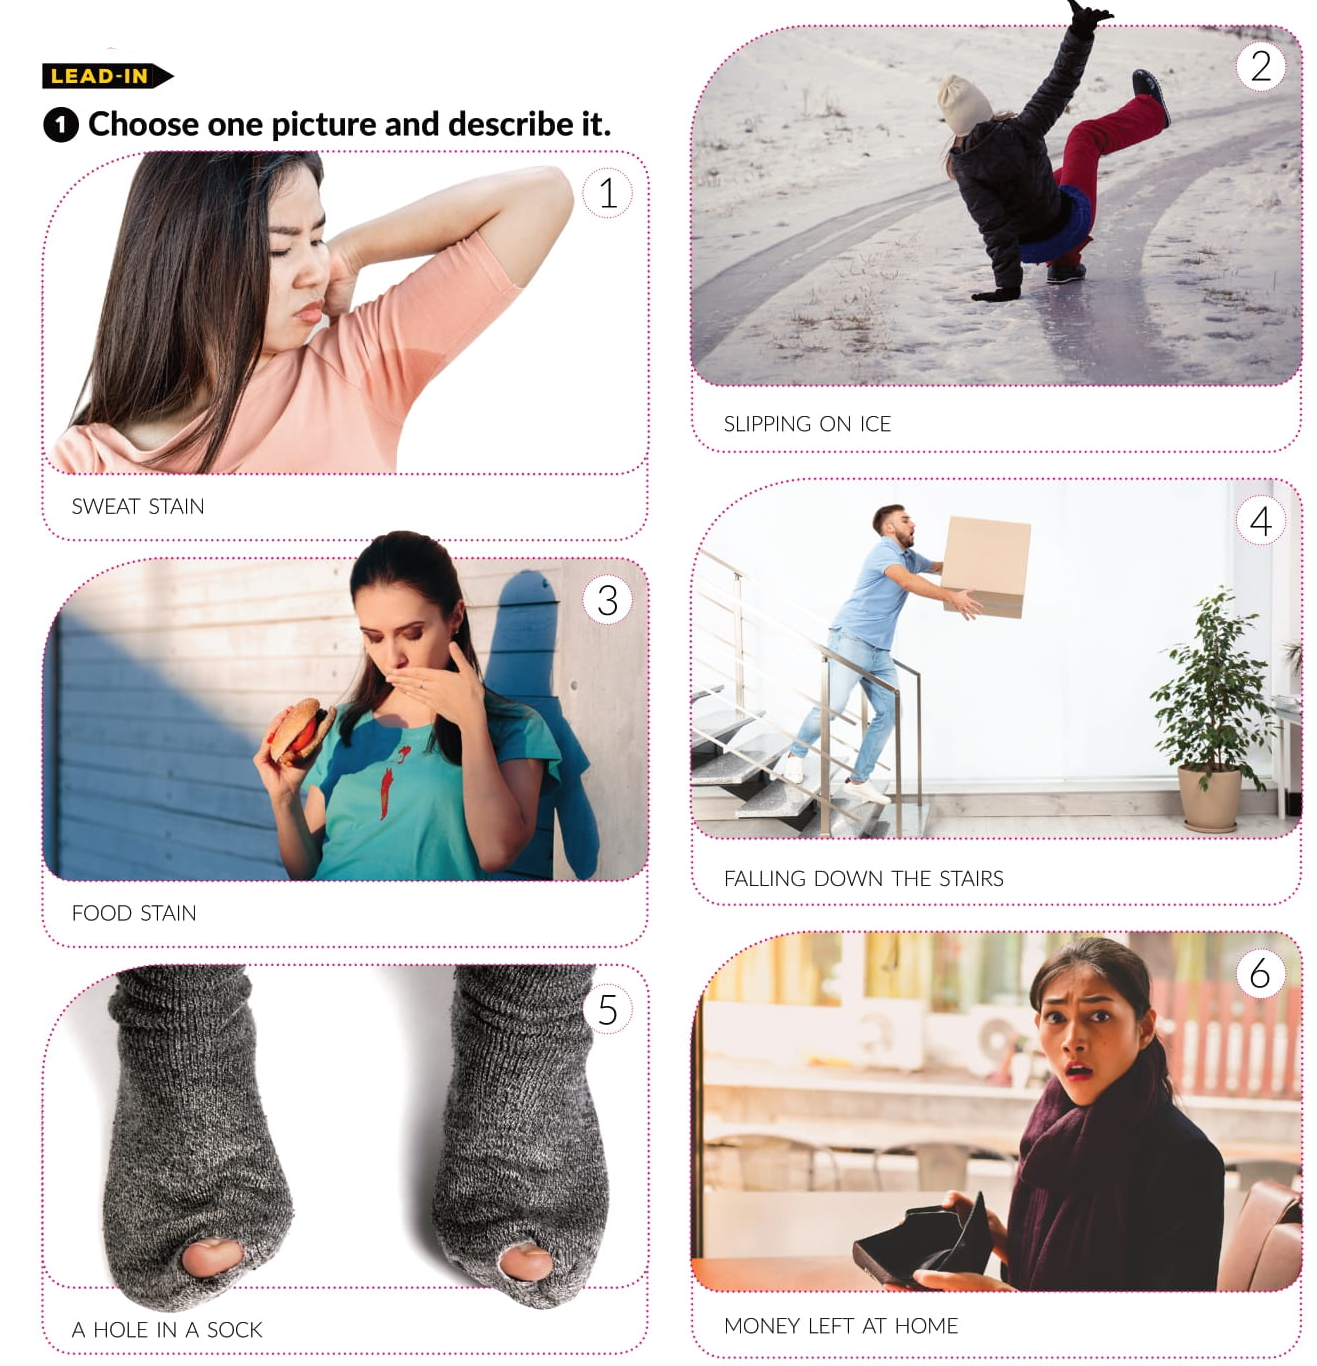 LEAD-IN
1 Choose one picture and describe it.
1
SWEAT STAIN
2
SLIPPING ON ICE
3
FOOD STAIN
4
FALLING DOWN THE STAIRS
5
A HOLE IN A SOCK
6
MONEY LEFT AT HOME